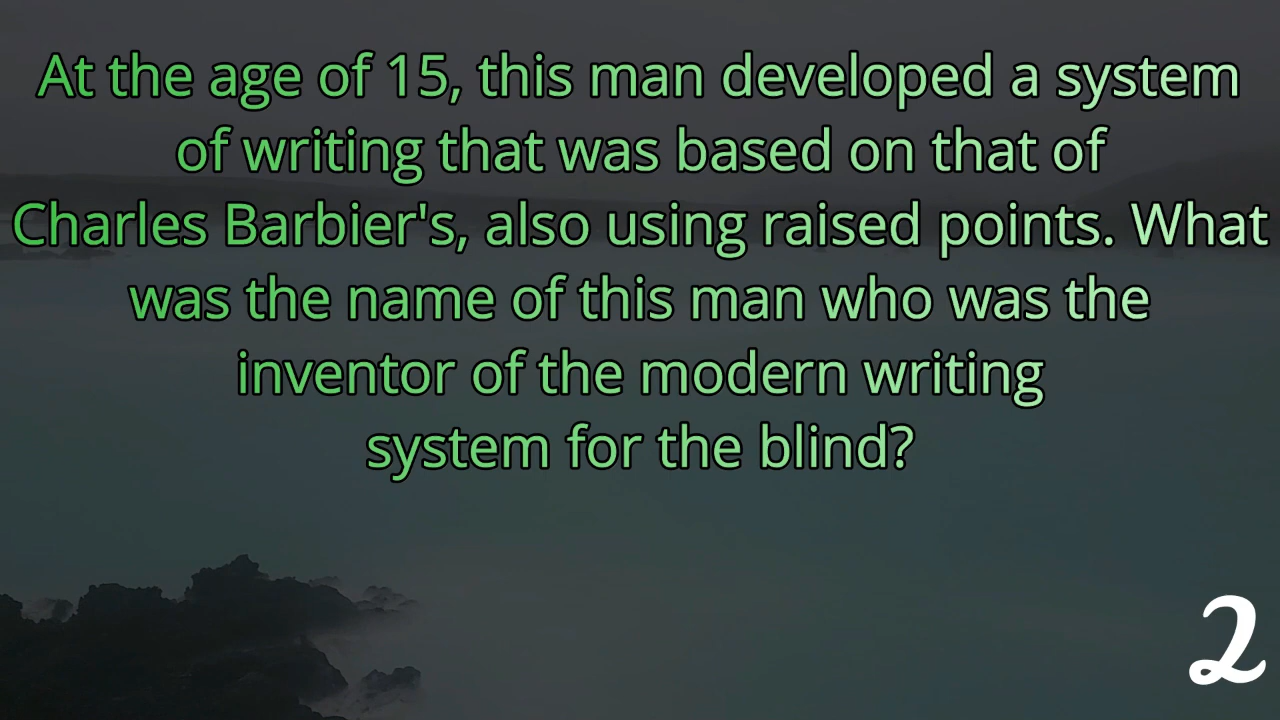 At the age of 15, this man developed a system
of writing that was based on that of
Charles Barbier's, also using raised points. What
was the name of this man who was the
inventor of the modern writing
system for the blind?
2